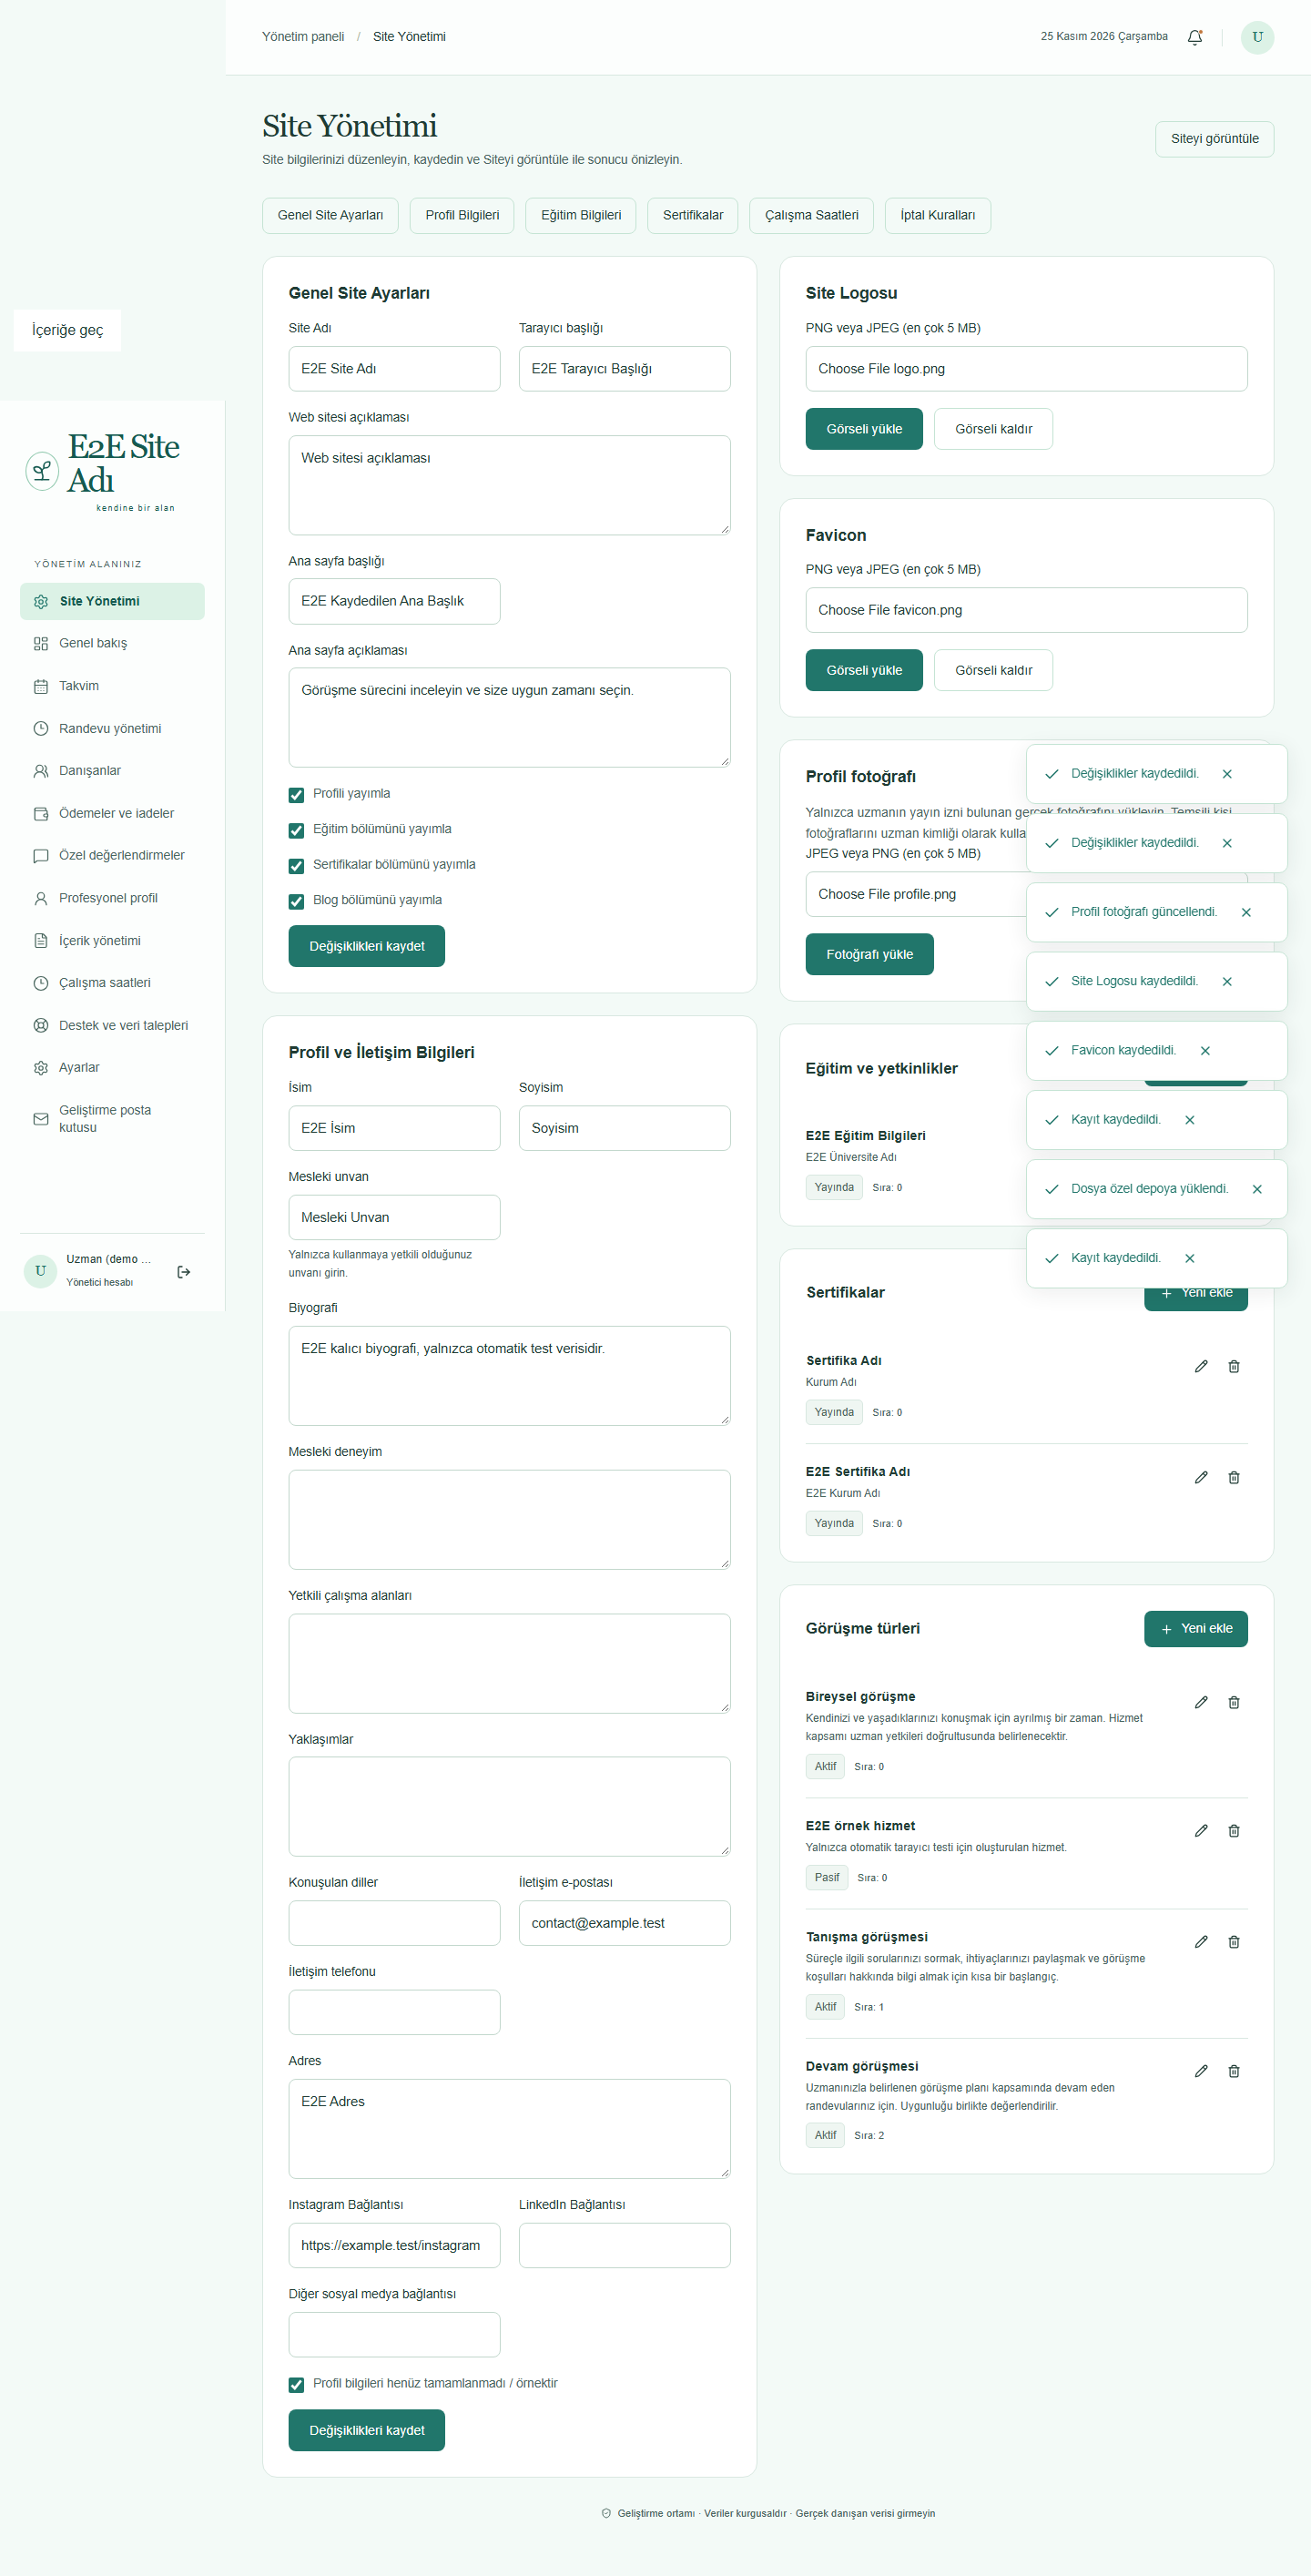 Yönetim paneli / Site Yönetimi
25 Kasım 2026 Çarşamba
U
Site Yönetimi
Site bilgilerinizi düzenleyin, kaydedin ve Siteyi görüntüle ile sonucu önizleyin.
Siteyi görüntüle
Genel Site Ayarları
Profil Bilgileri
Eğitim Bilgileri
Sertifikalar
Çalışma Saatleri
İptal Kuralları
İçeriğe geç
E2E Site
Adı
kendine bir alan
YÖNETİM ALANINIZ
Site Yönetimi
Genel bakış
Takvim
Randevu yönetimi
Danışanlar
Ödemeler ve iadeler
Özel değerlendirmeler
Profesyonel profil
İçerik yönetimi
Çalışma saatleri
Destek ve veri talepleri
Ayarlar
Geliştirme posta
kutusu
U
Uzman (demo ...
Yönetici hesabı
Genel Site Ayarları
Site Adı
Tarayıcı başlığı
E2E Site Adı
E2E Tarayıcı Başlığı
Web sitesi açıklaması
Web sitesi açıklaması
Ana sayfa başlığı
E2E Kaydedilen Ana Başlık
Ana sayfa açıklaması
Görüşme sürecini inceleyin ve size uygun zamanı seçin.
Profili yayımla
Eğitim bölümünü yayımla
Sertifikalar bölümünü yayımla
Blog bölümünü yayımla
Değişiklikleri kaydet
Profil ve İletişim Bilgileri
İsim
Soyisim
E2E İsim
Soyisim
Mesleki unvan
Mesleki Unvan
Yalnızca kullanmaya yetkili olduğunuz
unvanı girin.
Biyografi
E2E kalıcı biyografi, yalnızca otomatik test verisidir.
Mesleki deneyim
Yetkili çalışma alanları
Yaklaşımlar
Konuşulan diller
İletişim e-postası
contact@example.test
İletişim telefonu
Adres
E2E Adres
Instagram Bağlantısı
LinkedIn Bağlantısı
https://example.test/instagram
Diğer sosyal medya bağlantısı
Profil bilgileri henüz tamamlanmadı / örnektir
Değişiklikleri kaydet
Site Logosu
PNG veya JPEG (en çok 5 MB)
Choose File logo.png
Görseli yükle
Görseli kaldır
Favicon
PNG veya JPEG (en çok 5 MB)
Choose File favicon.png
Görseli yükle
Görseli kaldır
Profil fotoğrafı
Yalnızca uzmanın yayın izni bulunan gerçek fotoğrafını yükleyin. Temsili kişi
fotoğraflarını uzman kimliği olarak kulla
JPEG veya PNG (en çok 5 MB)
Choose File profile.png
Fotoğrafı yükle
Değişiklikler kaydedildi.
Değişiklikler kaydedildi.
Profil fotoğrafı güncellendi.
Site Logosu kaydedildi.
Favicon kaydedildi.
Kayıt kaydedildi.
Dosya özel depoya yüklendi.
Kayıt kaydedildi.
Eğitim ve yetkinlikler
E2E Eğitim Bilgileri
E2E Üniversite Adı
Yayında Sıra: 0
Sertifikalar
Yeni ekle
Sertifika Adı
Kurum Adı
Yayında Sıra: 0
E2E Sertifika Adı
E2E Kurum Adı
Yayında Sıra: 0
Görüşme türleri
Yeni ekle
Bireysel görüşme
Kendinizi ve yaşadıklarınızı konuşmak için ayrılmış bir zaman. Hizmet
kapsamı uzman yetkileri doğrultusunda belirlenecektir.
Aktif Sıra: 0
E2E örnek hizmet
Yalnızca otomatik tarayıcı testi için oluşturulan hizmet.
Pasif Sıra: 0
Tanışma görüşmesi
Süreçle ilgili sorularınızı sormak, ihtiyaçlarınızı paylaşmak ve görüşme
koşulları hakkında bilgi almak için kısa bir başlangıç.
Aktif Sıra: 1
Devam görüşmesi
Uzmanınızla belirlenen görüşme planı kapsamında devam eden
randevularınız için. Uygunluğu birlikte değerlendirilir.
Aktif Sıra: 2
Geliştirme ortamı · Veriler kurgusaldır · Gerçek danışan verisi girmeyin